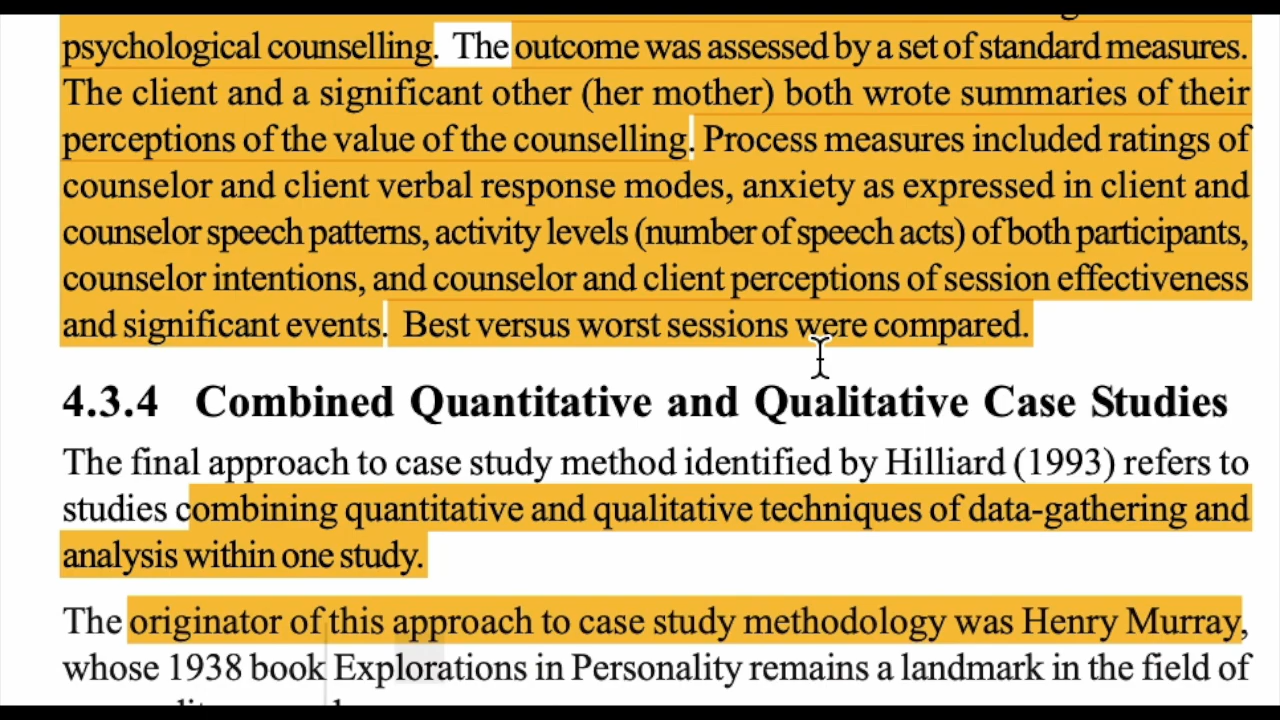 psychological counselling. The outcome was assessed by a set of standard measures.
The client and a significant other (her mother) both wrote summaries of their
perceptions of the value of the counselling. Process measures included ratings of
counselor and client verbal response modes, anxiety as expressed in client and
counselor speech patterns, activity levels (number of speech acts) of both participants,
counselor intentions, and counselor and client perceptions of session effectiveness
and significant events. Best versus worst sessions were compared.
4.3.4 Combined Quantitative and Qualitative Case Studies
The final approach to case study method identified by Hilliard (1993) refers to
studies combining quantitative and qualitative techniques of data-gathering and
analysis within one study.
The originator of this approach to case study methodology was Henry Murray,
whose 1938 book Explorations in Personality remains a landmark in the field of